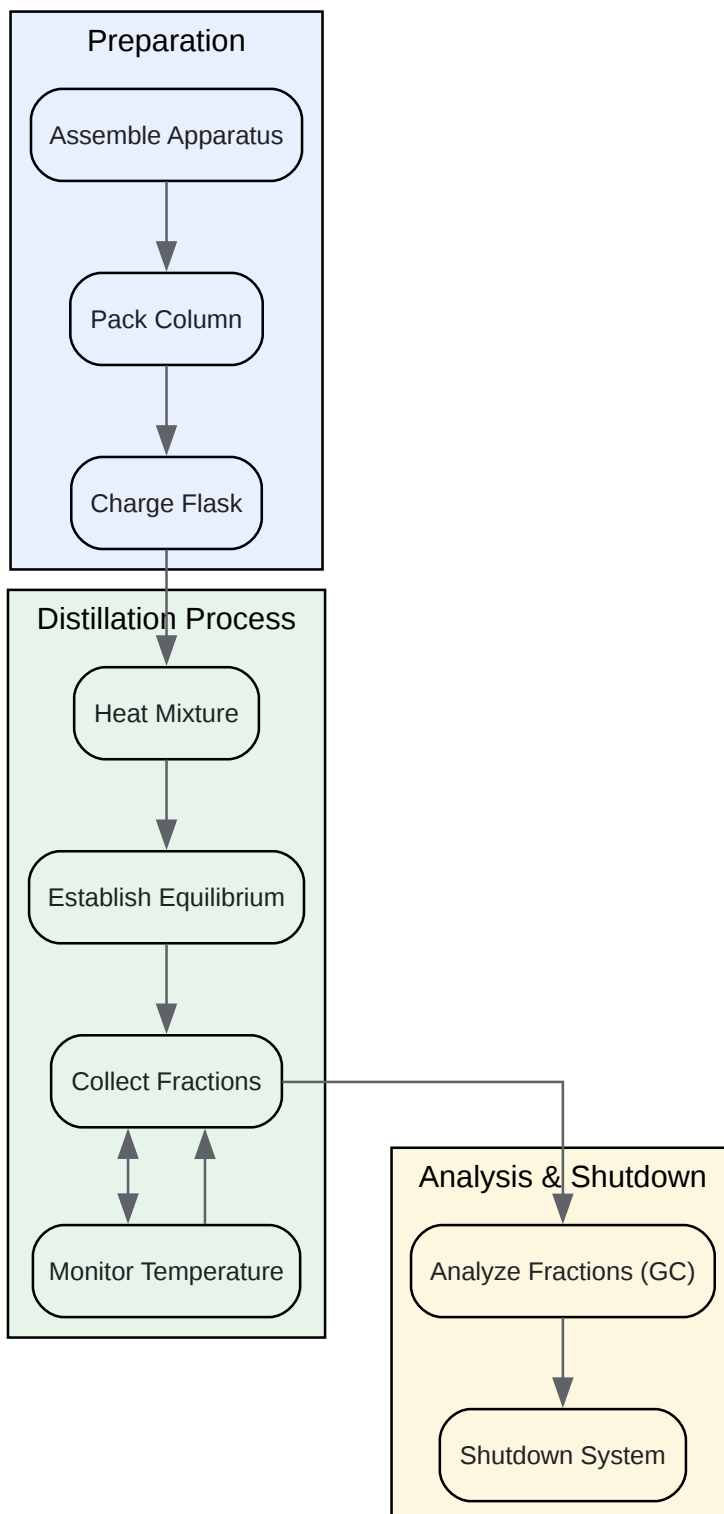 Preparation
Assemble Apparatus
Pack Column
Charge Flask
Distillation Process
Heat Mixture
Establish Equilibrium
Collect Fractions
Monitor Temperature
Analysis & Shutdown
Analyze Fractions (GC)
Shutdown System